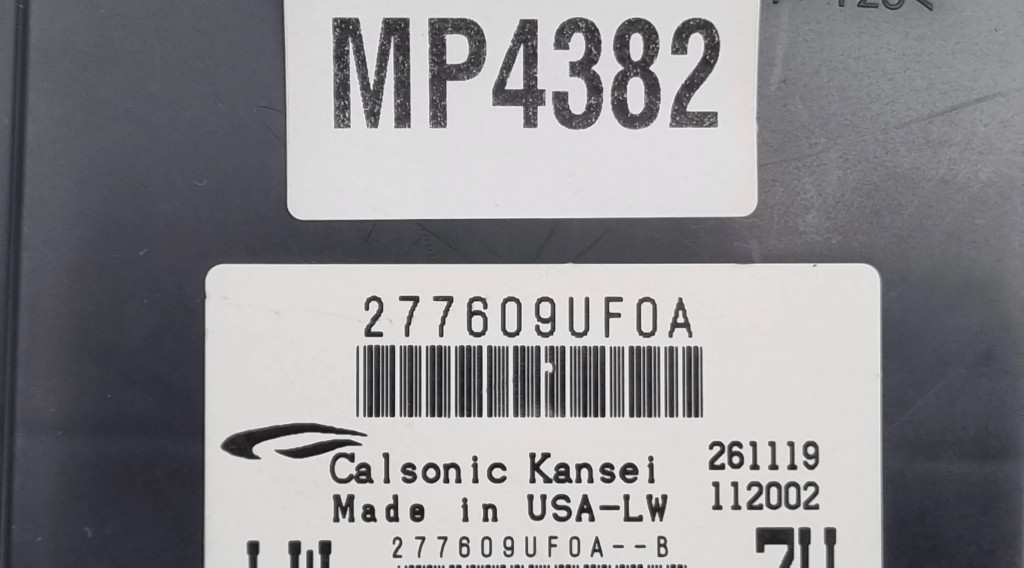 MP4382
277609UF0A
Calsonic Kansei
261119
Made in USA-LW
112002
277609UF0A--B